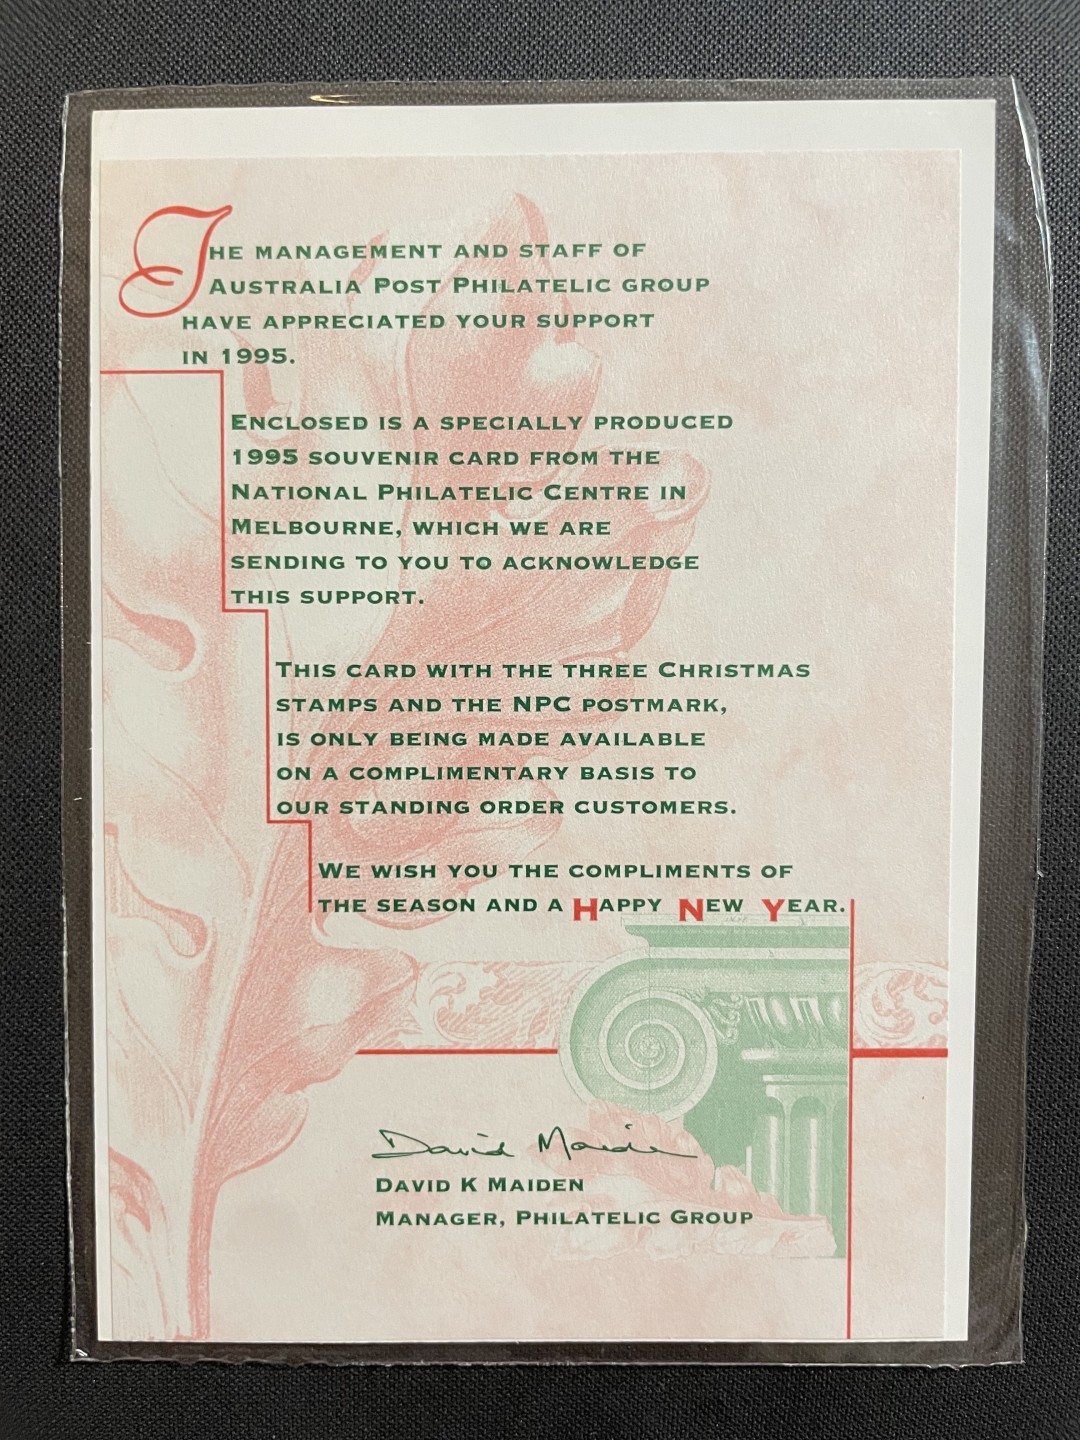 The management and staff of
Australia Post Philatelic group
have appreciated your support
in 1995.
Enclosed is a specially produced
1995 souvenir card from the
National Philatelic Centre in
Melbourne, which we are
sending to you to acknowledge
this support.
This card with the three Christmas
stamps and the NPC postmark,
is only being made available
on a complimentary basis to
our standing order customers.
We wish you the compliments of
the season and a Happy New Year.
David Maiden
David K Maiden
Manager, Philatelic Group